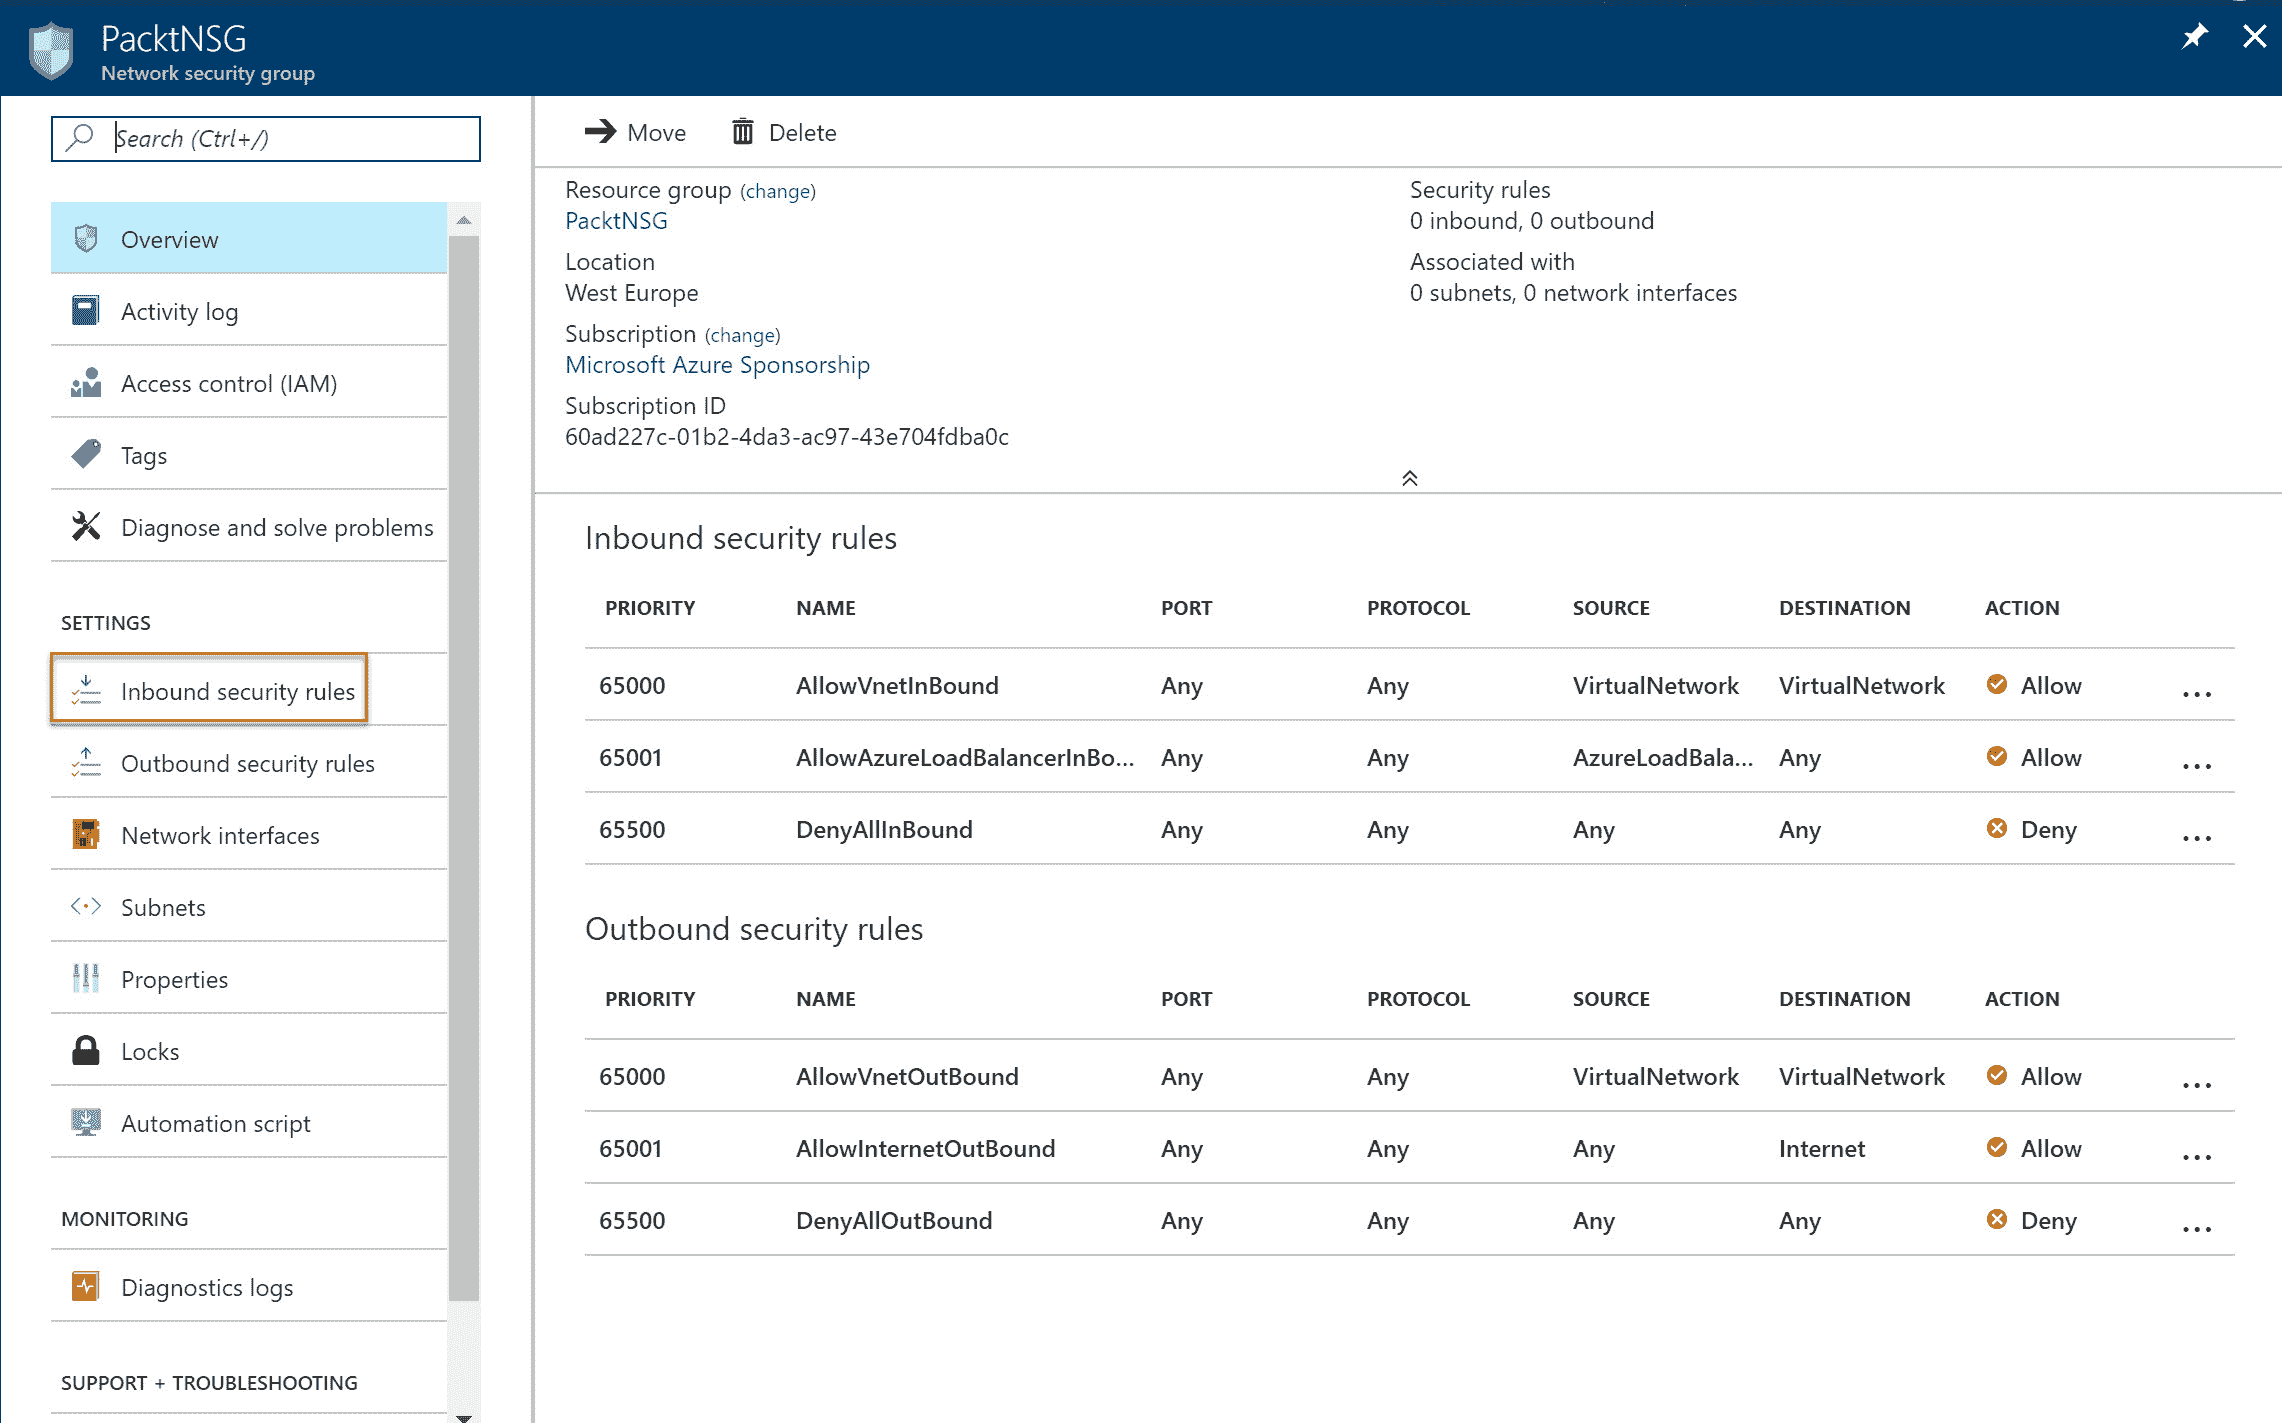 PacktNSG
Network security group
Search (Ctrl+/)
Overview
Activity log
Access control (IAM)
Tags
Diagnose and solve problems
SETTINGS
Inbound security rules
Outbound security rules
Network interfaces
Subnets
Properties
Locks
Automation script
MONITORING
Diagnostics logs
SUPPORT + TROUBLESHOOTING
Move Delete
Resource group (change)
PacktNSG
Location
West Europe
Subscription (change)
Microsoft Azure Sponsorship
Subscription ID
60ad227c-01b2-4da3-ac97-43e704fdba0c
Security rules
0 inbound, 0 outbound
Associated with
0 subnets, 0 network interfaces
Inbound security rules
PRIORITY NAME PORT PROTOCOL SOURCE DESTINATION ACTION
65000 AllowVnetInBound Any Any VirtualNetwork VirtualNetwork Allow ...
65001 AllowAzureLoadBalancerInBo... Any Any AzureLoadBala... Any Allow ...
65500 DenyAllInBound Any Any Any Any Deny ...
Outbound security rules
PRIORITY NAME PORT PROTOCOL SOURCE DESTINATION ACTION
65000 AllowVnetOutBound Any Any VirtualNetwork VirtualNetwork Allow ...
65001 AllowInternetOutBound Any Any Any Internet Allow ...
65500 DenyAllOutBound Any Any Any Any Deny ...